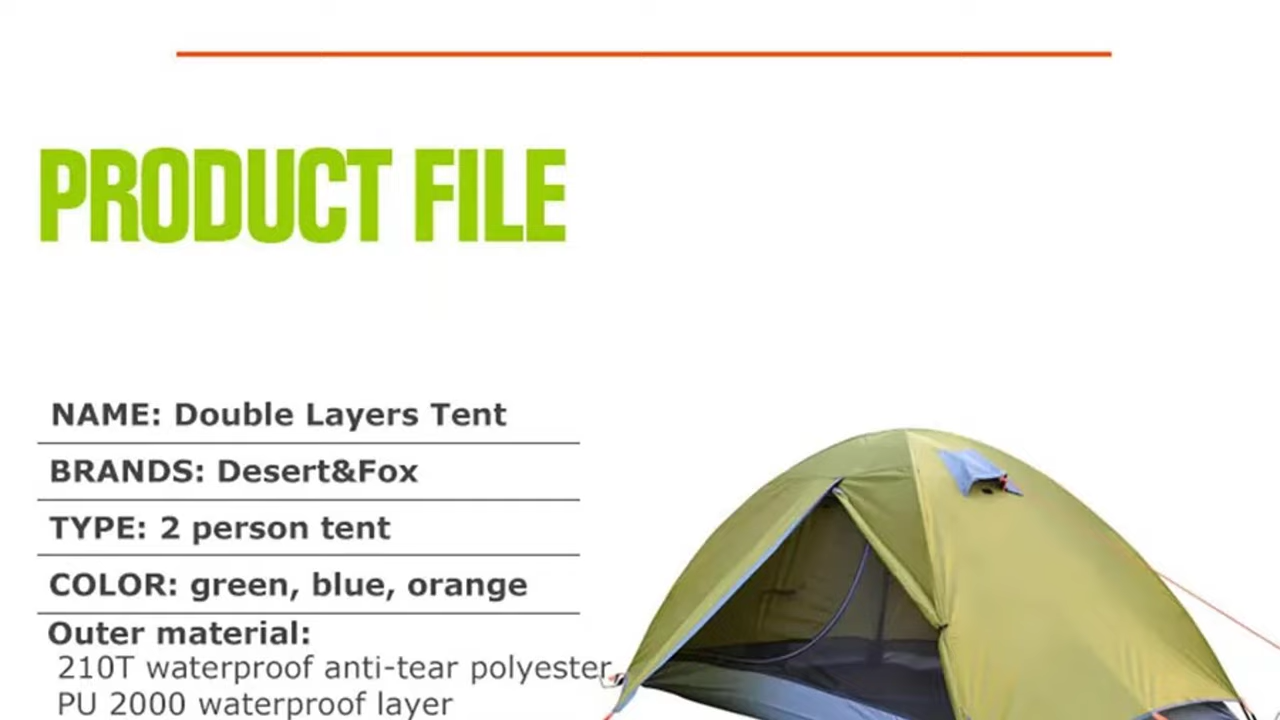 PRODUCT FILE
NAME: Double Layers Tent
BRANDS: Desert&Fox
TYPE: 2 person tent
COLOR: green, blue, orange
Outer material:
210T waterproof anti-tear polyester
PU 2000 waterproof layer